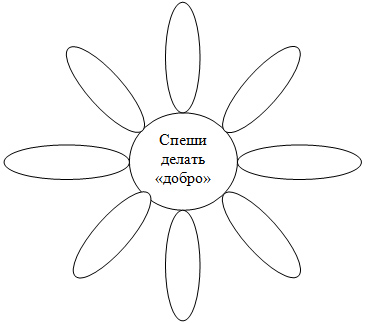 Спеши
делать
«добро»